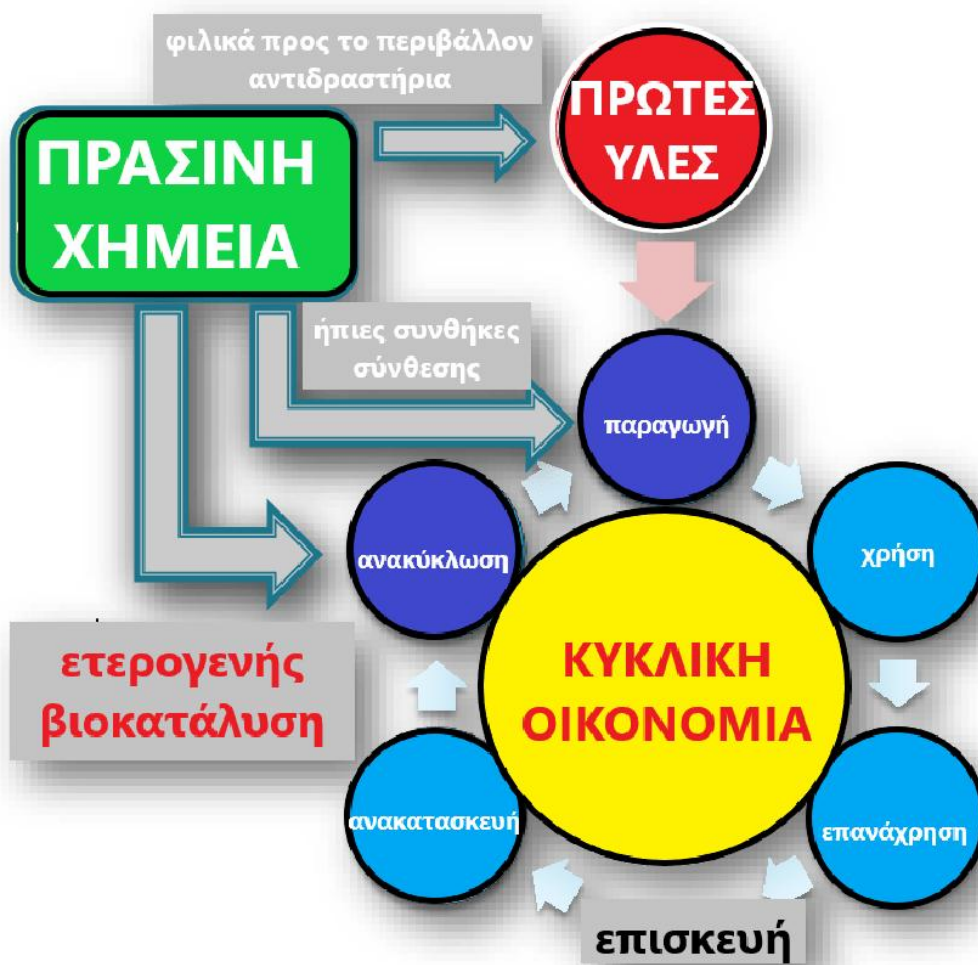 φιλικά προς το περιβάλλον
αντιδραστήρια
ΠΡΩΤΕΣ
ΥΛΕΣ
ΠΡΑΣΙΝΗ
ΧΗΜΕΙΑ
ήπιες συνθήκες
σύνθεσης
παραγωγή
ανακύκλωση
χρήση
ετερογενής
βιοκατάλυση
ΚΥΚΛΙΚΗ
ΟΙΚΟΝΟΜΙΑ
ανακατασκευή
επανάχρηση
επισκευή